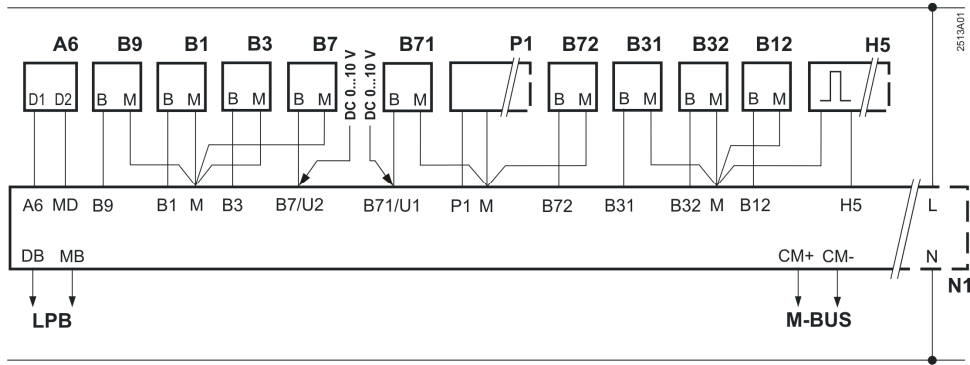 2513A01
A6 B9 B1 B3 B7 DC 0...10 V DC 0...10 V B71 P1 B72 B31 B32 B12 H5
D1 D2 B M B M B M B M B M B M B M B M B M
A6 MD B9 B1 M B3 B7/U2 B71/U1 P1 M B72 B31 B32 M B12 H5 L
DB MB CM+ CM- N
N1
LPB M-BUS